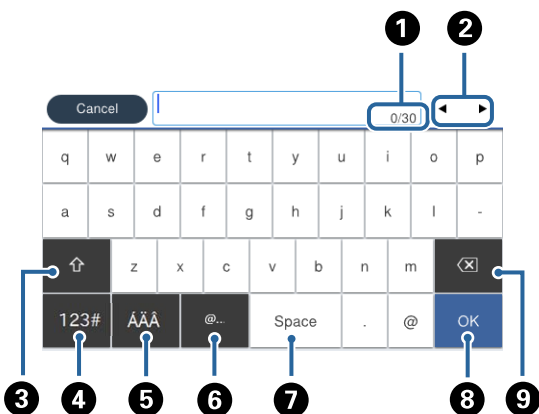 1 2
Cancel 0/30 ◄ ►
q w e r t y u i o p
a s d f g h j k l -
z x c v b n m
123# ÁÄÂ @... Space . @ OK
3 4 5 6 7 8 9